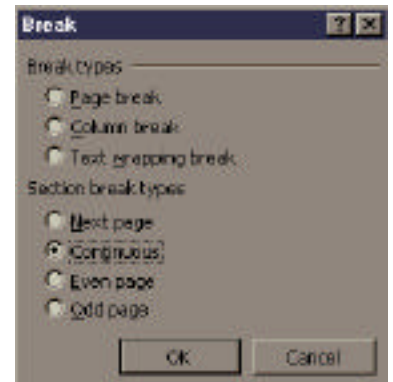 Break
Break types
Page break
Column break
Text wrapping break
Section break types
Next page
Continuous
Even page
Odd page
OK Cancel